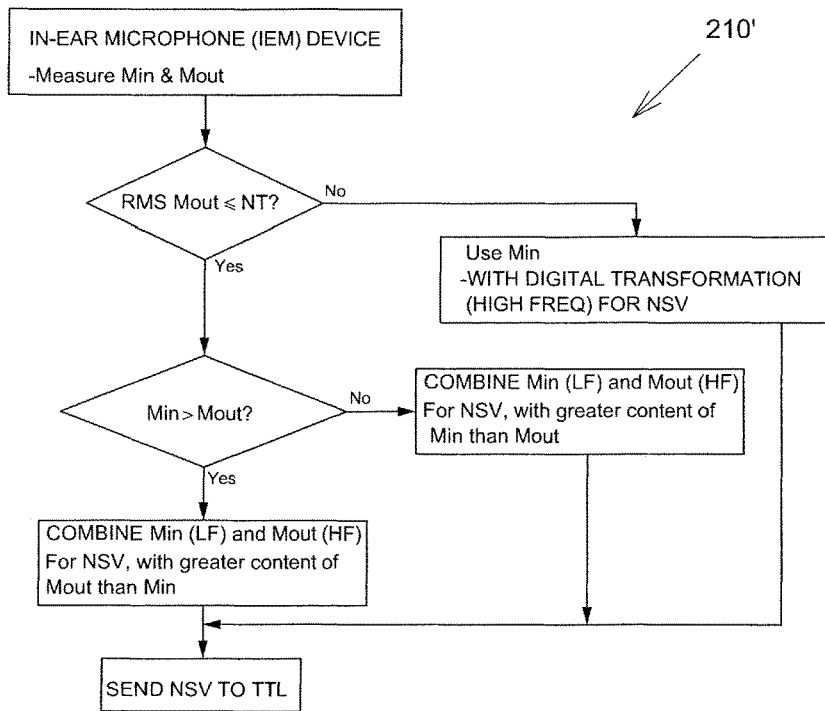 210'
IN-EAR MICROPHONE (IEM) DEVICE
-Measure Min & Mout
RMS Mout ≤ NT?
No
Yes
Use Min
-WITH DIGITAL TRANSFORMATION
(HIGH FREQ) FOR NSV
Min > Mout?
No
Yes
COMBINE Min (LF) and Mout (HF)
For NSV, with greater content of
Min than Mout
COMBINE Min (LF) and Mout (HF)
For NSV, with greater content of
Mout than Min
SEND NSV TO TTL